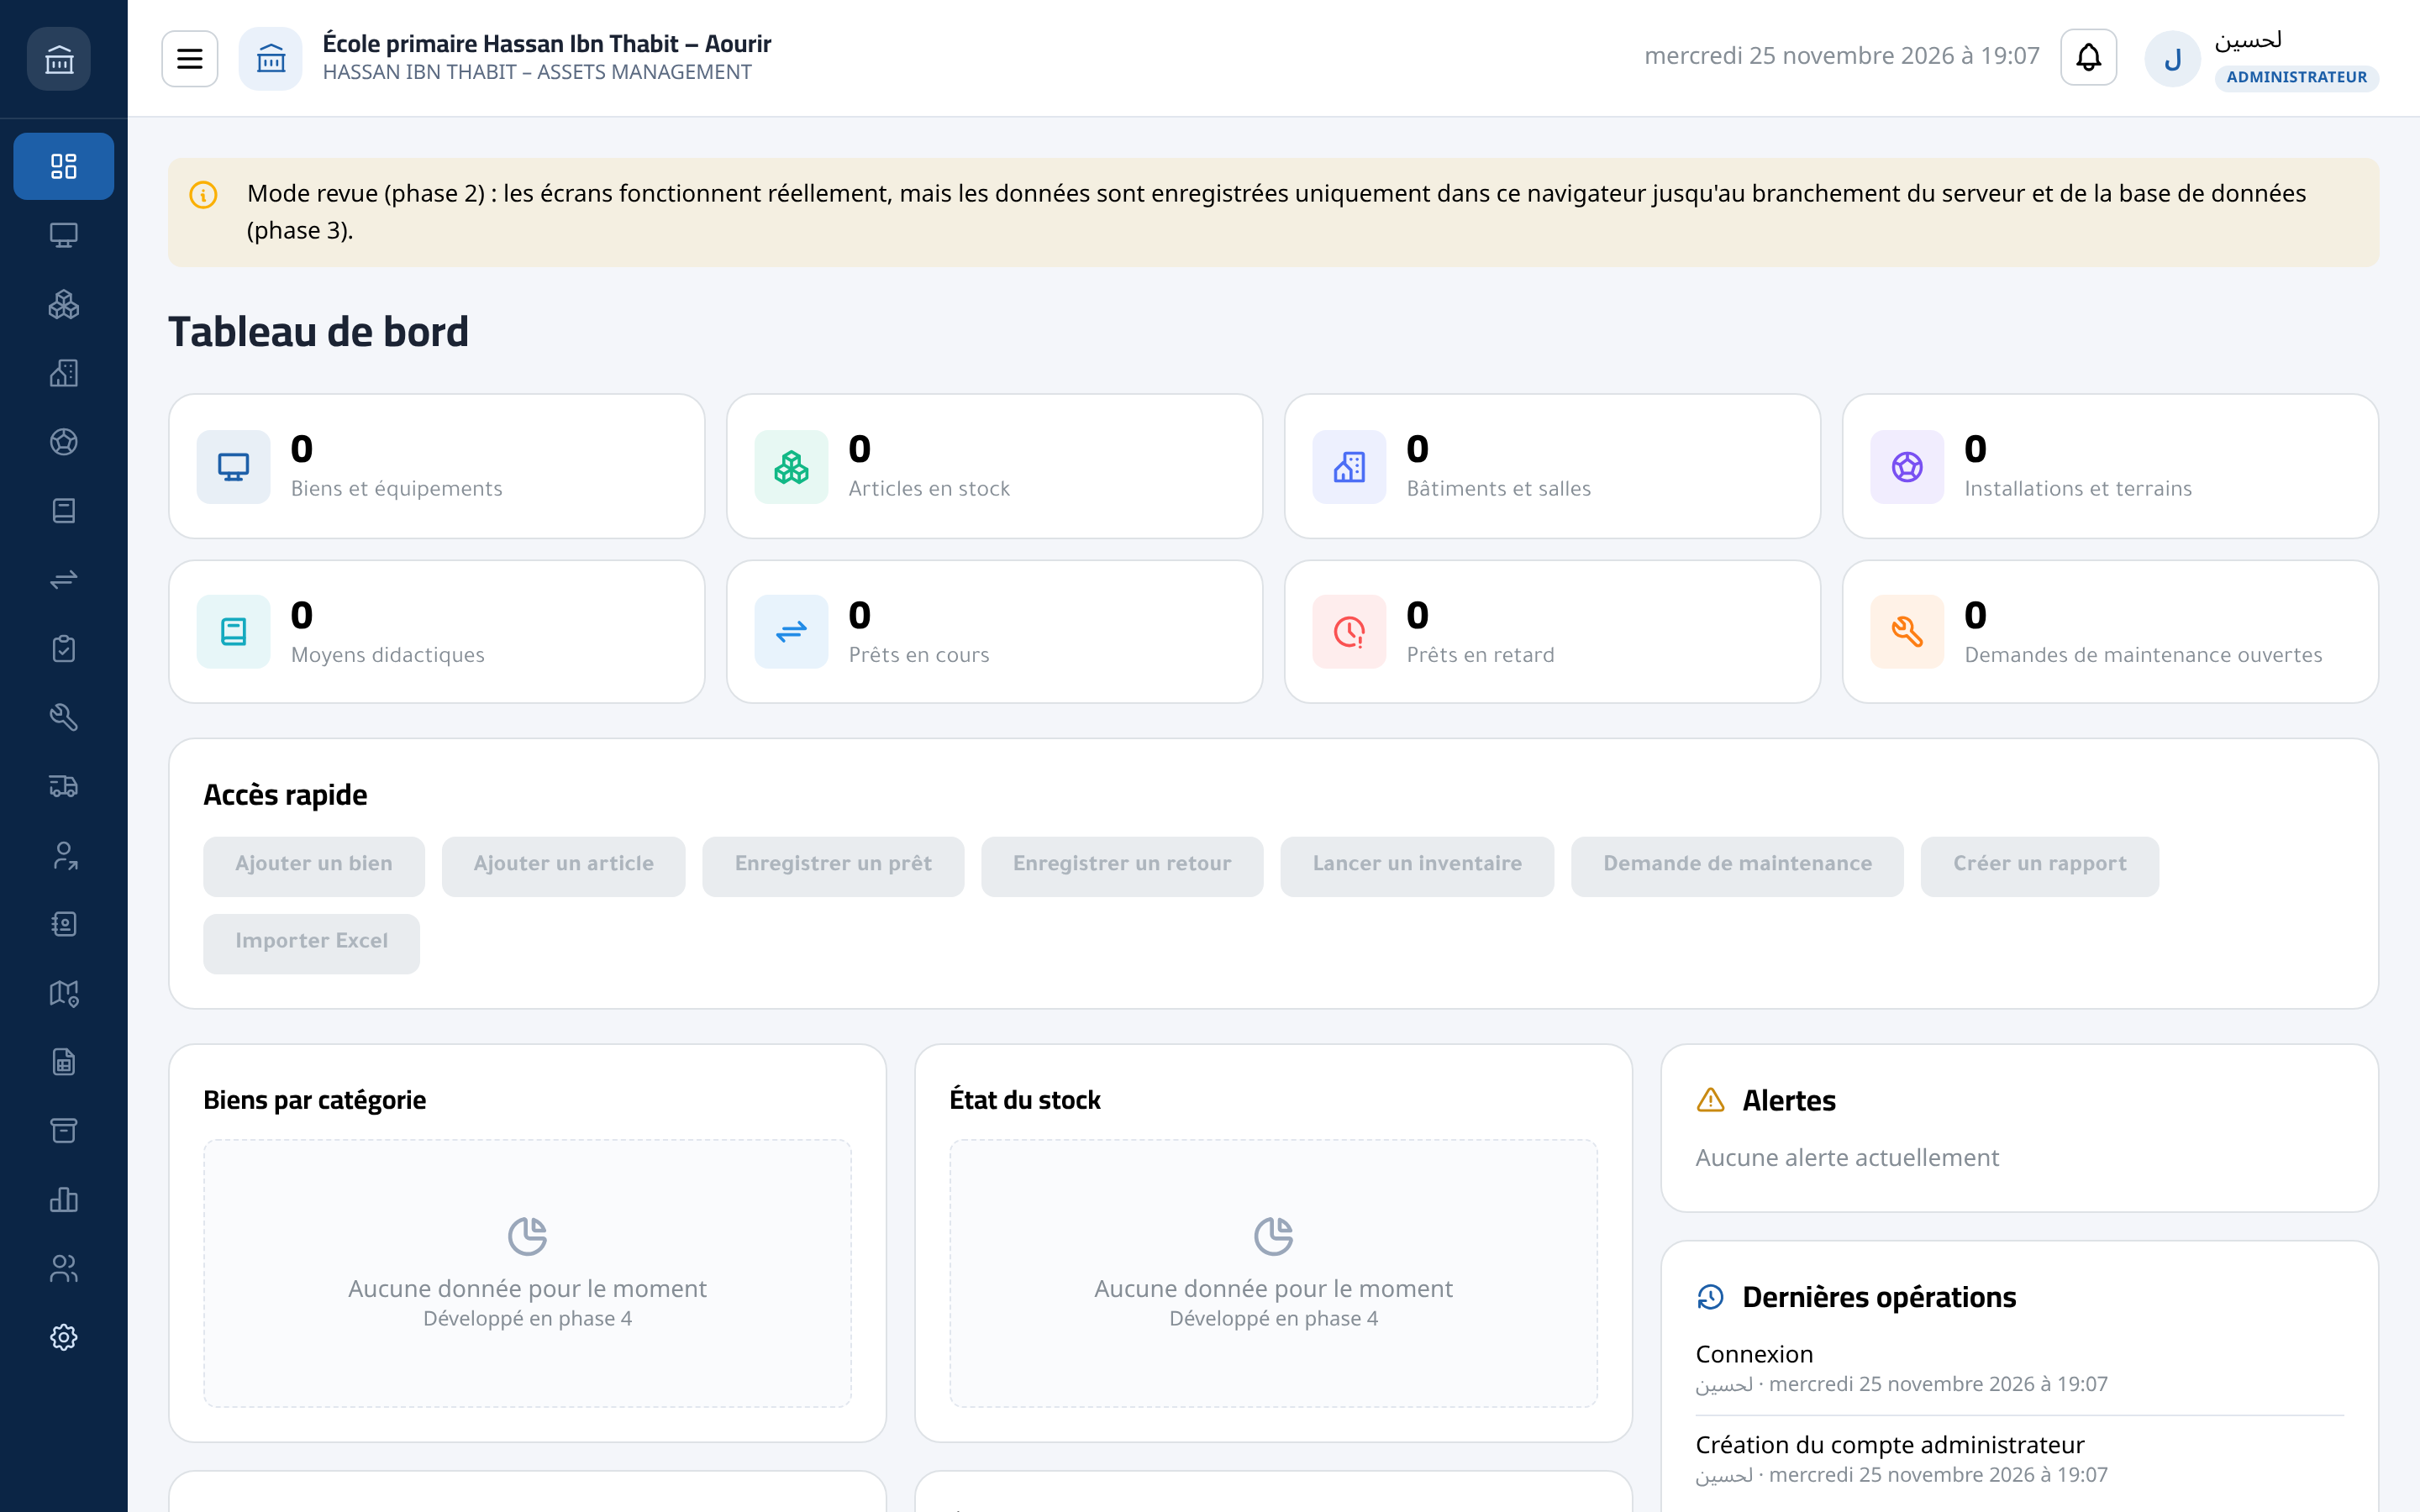 École primaire Hassan Ibn Thabit – Aourir
HASSAN IBN THABIT – ASSETS MANAGEMENT
mercredi 25 novembre 2026 à 19:07
ل
لحسين
ADMINISTRATEUR
Mode revue (phase 2) : les écrans fonctionnent réellement, mais les données sont enregistrées uniquement dans ce navigateur jusqu'au branchement du serveur et de la base de données
(phase 3).
Tableau de bord
0
Biens et équipements
0
Articles en stock
0
Bâtiments et salles
0
Installations et terrains
0
Moyens didactiques
0
Prêts en cours
0
Prêts en retard
0
Demandes de maintenance ouvertes
Accès rapide
Ajouter un bien
Ajouter un article
Enregistrer un prêt
Enregistrer un retour
Lancer un inventaire
Demande de maintenance
Créer un rapport
Importer Excel
Biens par catégorie
Aucune donnée pour le moment
Développé en phase 4
État du stock
Aucune donnée pour le moment
Développé en phase 4
Alertes
Aucune alerte actuellement
Dernières opérations
Connexion
لحسين · mercredi 25 novembre 2026 à 19:07
Création du compte administrateur
لحسين · mercredi 25 novembre 2026 à 19:07